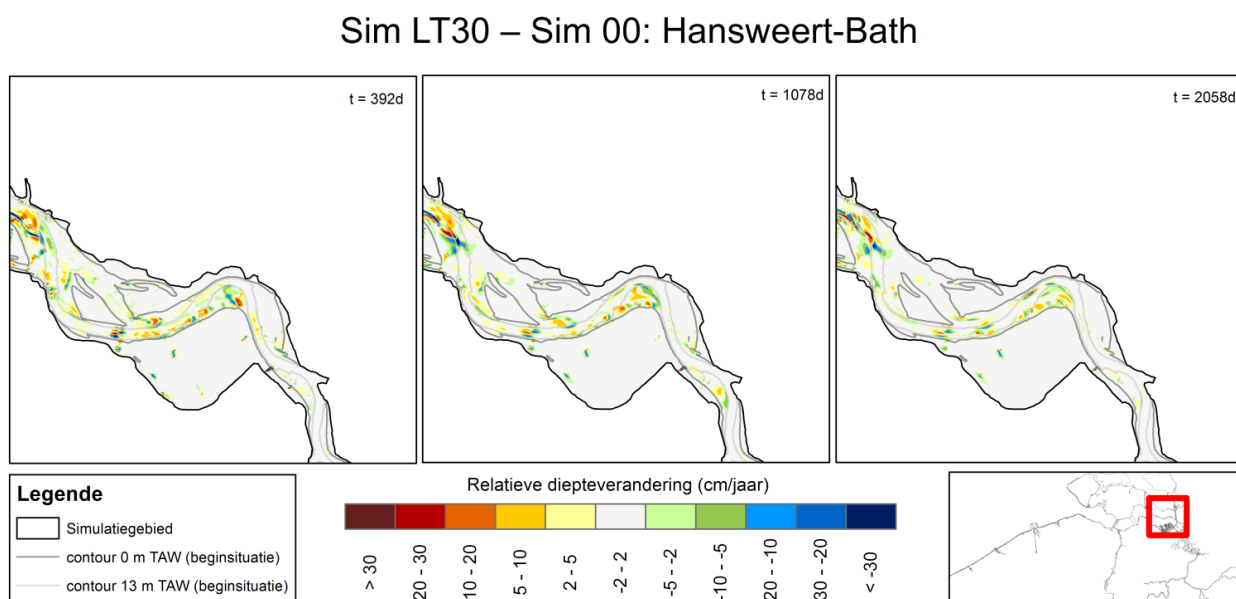 Sim LT30 – Sim 00: Hansweert-Bath
t = 392d
t = 1078d
t = 2058d
Legende
Simulatiegebied
contour 0 m TAW (beginsituatie)
contour 13 m TAW (beginsituatie)
Relatieve diepteverandering (cm/jaar)
> 30
20 - 30
10 - 20
5 - 10
2 - 5
-2 - 2
-5 - -2
-10 - -5
20 - -10
30 - -20
< -30